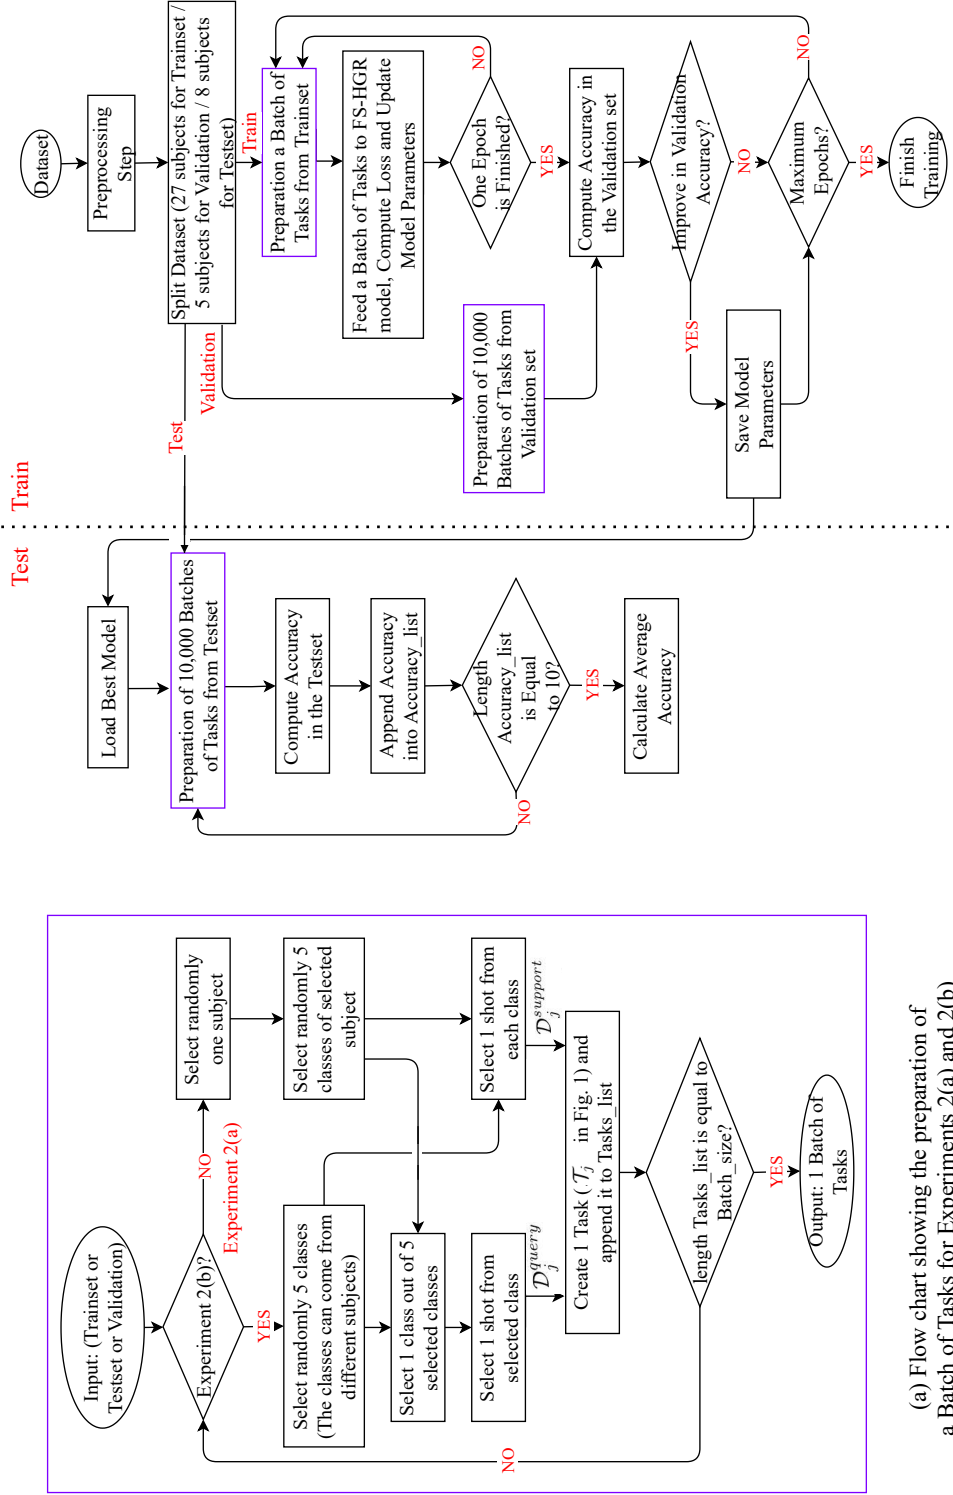 Input: (Trainset or
Testset or Validation)
Experiment 2(b)?
NO
Experiment 2(a)
YES
Select randomly
one subject
Select randomly 5 classes
(The classes can come from
different subjects)
Select randomly 5
classes of selected
subject
Select 1 class out of 5
selected classes
Select 1 shot from
selected class
Select 1 shot from
each class
𝒟_j^{query}
𝒟_j^{support}
Create 1 Task (𝒯_j in Fig. 1) and
append it to Tasks_list
length Tasks_list is equal to
Batch_size?
NO
YES
Output: 1 Batch of
Tasks
(a) Flow chart showing the preparation of
a Batch of Tasks for Experiments 2(a) and 2(b)
Test
Train
Load Best Model
Preparation of 10,000 Batches
of Tasks from Testset
Compute Accuracy
in the Testset
Append Accuracy
into Accuracy_list
Length
Accuracy_list
is Equal
to 10?
NO
YES
Calculate Average
Accuracy
Dataset
Preprocessing
Step
Split Dataset (27 subjects for Trainset /
5 subjects for Validation / 8 subjects
for Testset)
Test
Validation
Train
Preparation a Batch of
Tasks from Trainset
Feed a Batch of Tasks to FS-HGR
model, Compute Loss and Update
Model Parameters
One Epoch
is Finished?
NO
YES
Preparation of 10,000
Batches of Tasks from
Validation set
Compute Accuracy in
the Validation set
Improve in Validation
Accuracy?
YES
NO
Save Model
Parameters
Maximum
Epochs?
NO
YES
Finish
Training